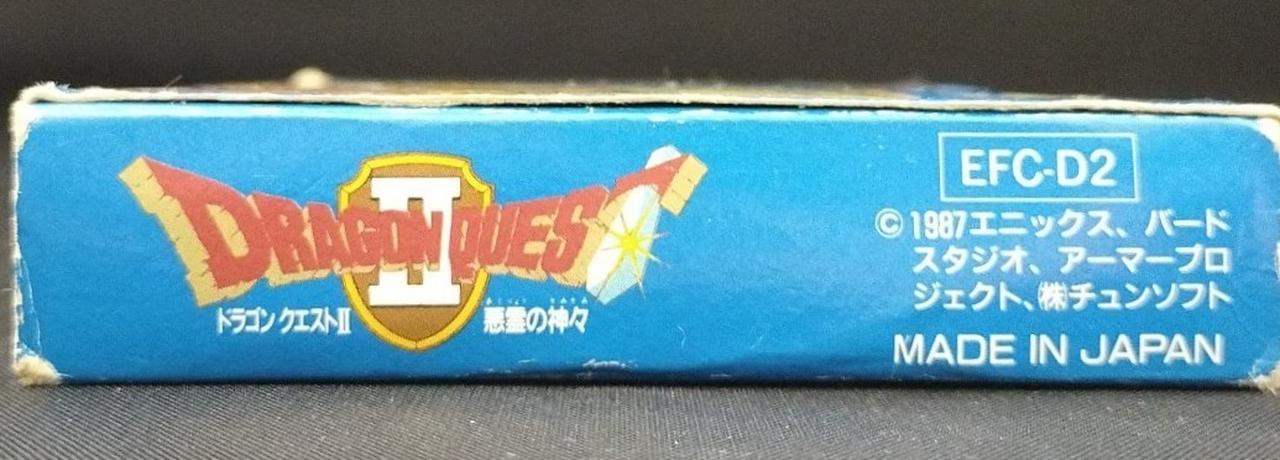 DRAGON QUEST
II
ドラゴン クエストII 悪霊の神々
EFC-D2
© 1987エニックス、バード
スタジオ、アーマープロ
ジェクト、㈱チュンソフト
MADE IN JAPAN